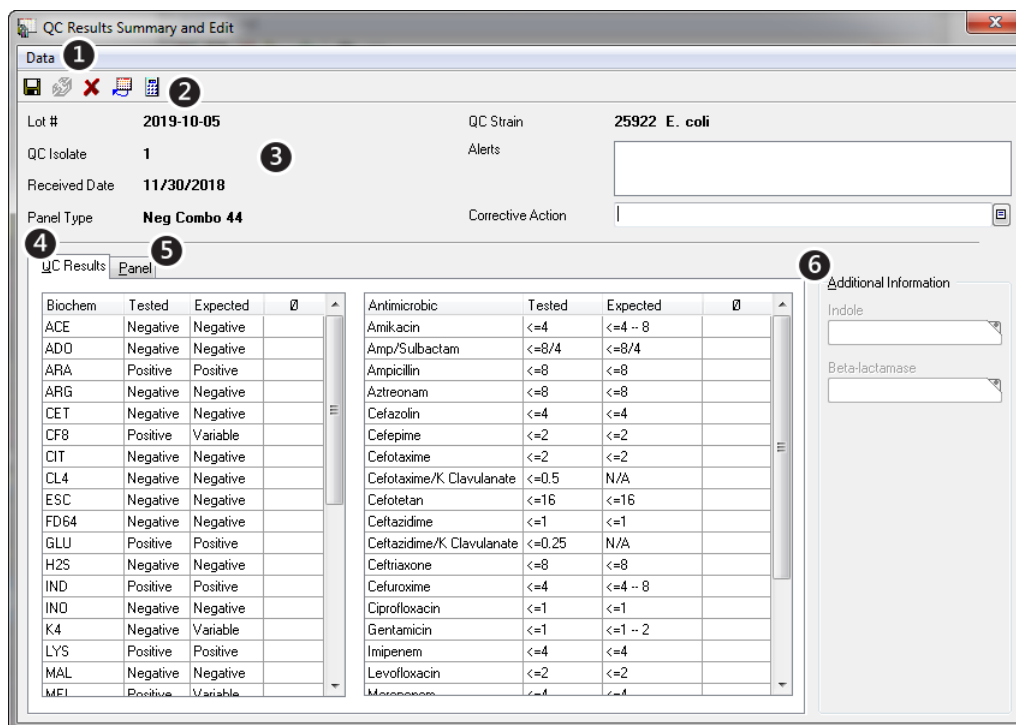 QC Results Summary and Edit
x
Data 1
2
Lot # 2019-10-05 QC Strain 25922 E. coli
QC Isolate 1 3 Alerts
Received Date 11/30/2018
Panel Type Neg Combo 44 Corrective Action
4 5 6
QC Results Panel Additional Information
Biochem Tested Expected Ø Antimicrobic Tested Expected Ø Indole
ACE Negative Negative Amikacin <=4 <=4 -- 8
ADO Negative Negative Amp/Sulbactam <=8/4 <=8/4
ARA Positive Positive Ampicillin <=8 <=8 Beta-lactamase
ARG Negative Negative Aztreonam <=8 <=8
CET Negative Negative Cefazolin <=4 <=4
CF8 Positive Variable Cefepime <=2 <=2
CIT Negative Negative Cefotaxime <=2 <=2
CL4 Negative Negative Cefotaxime/K Clavulanate <=0.5 N/A
ESC Negative Negative Cefotetan <=16 <=16
FD64 Negative Negative Ceftazidime <=1 <=1
GLU Positive Positive Ceftazidime/K Clavulanate <=0.25 N/A
H2S Negative Negative Ceftriaxone <=8 <=8
IND Positive Positive Cefuroxime <=4 <=4 -- 8
INO Negative Negative Ciprofloxacin <=1 <=1
K4 Negative Variable Gentamicin <=1 <=1 -- 2
LYS Positive Positive Imipenem <=4 <=4
MAL Negative Negative Levofloxacin <=2 <=2
MEL Positive Variable Meropenem <=4 <=4